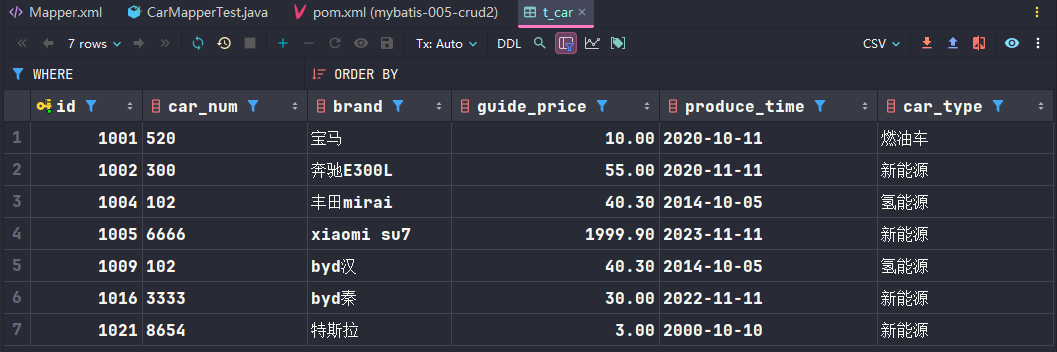 Mapper.xml CarMapperTest.java pom.xml (mybatis-005-crud2) t_car
7 rows Tx: Auto DDL CSV
WHERE ORDER BY
id car_num brand guide_price produce_time car_type
1 1001 520 宝马 10.00 2020-10-11 燃油车
2 1002 300 奔驰E300L 55.00 2020-11-11 新能源
3 1004 102 丰田mirai 40.30 2014-10-05 氢能源
4 1005 6666 xiaomi su7 1999.90 2023-11-11 新能源
5 1009 102 byd汉 40.30 2014-10-05 氢能源
6 1016 3333 byd秦 30.00 2022-11-11 新能源
7 1021 8654 特斯拉 3.00 2000-10-10 新能源